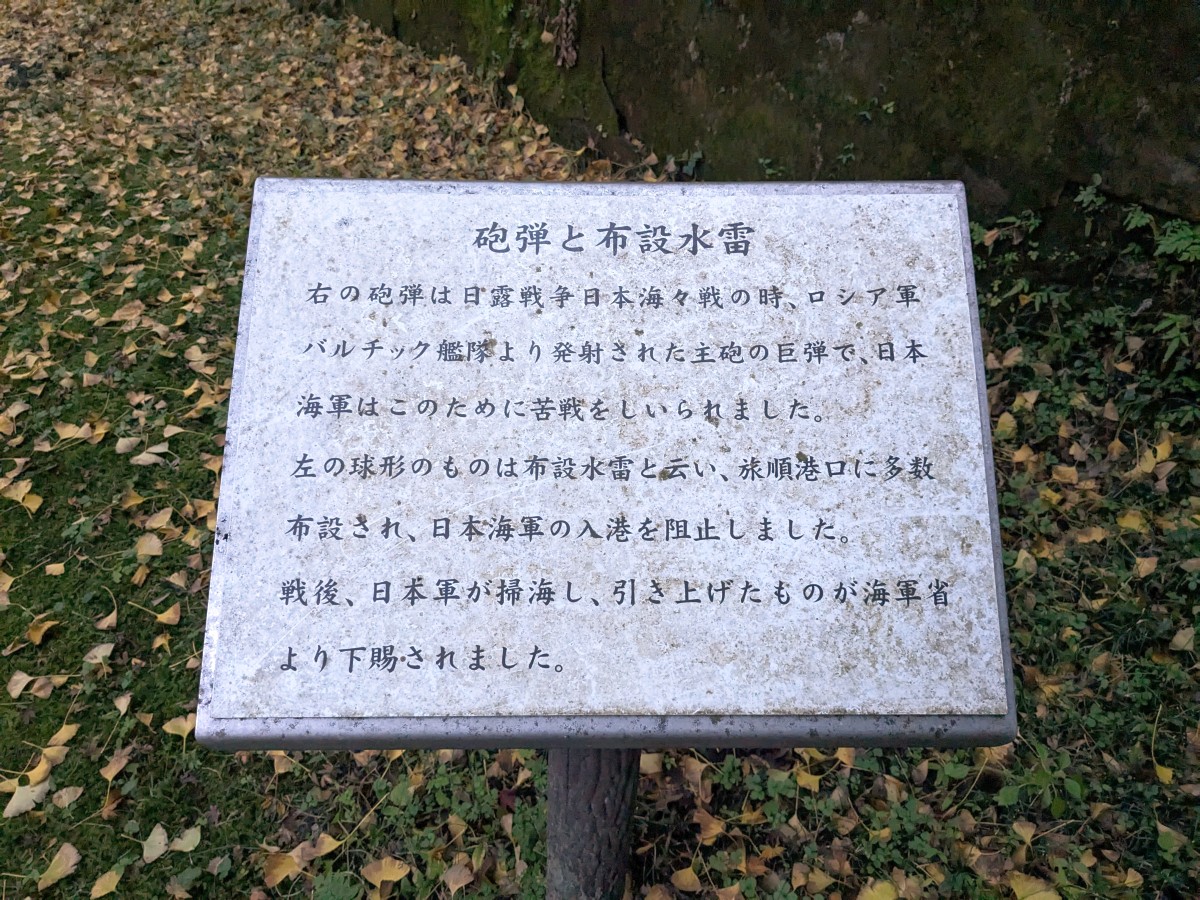 砲弾と布設水雷
右の砲弾は日露戦争日本海々戦の時、ロシア軍
バルチック艦隊より発射された主砲の巨弾で、日本
海軍はこのために苦戦をしいられました。
左の球形のものは布設水雷と云い、旅順港口に多数
布設され、日本海軍の入港を阻止しました。
戦後、日本軍が掃海し、引き上げたものが海軍省
より下賜されました。